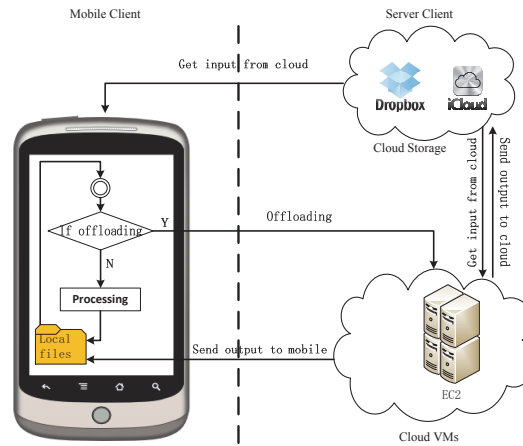 Mobile Client
Server Client
Get input from cloud
Dropbox
iCloud
Cloud Storage
Get input from cloud
Send output to cloud
If offloading
Y
Offloading
N
Processing
Local
files
Send output to mobile
EC2
Cloud VMs